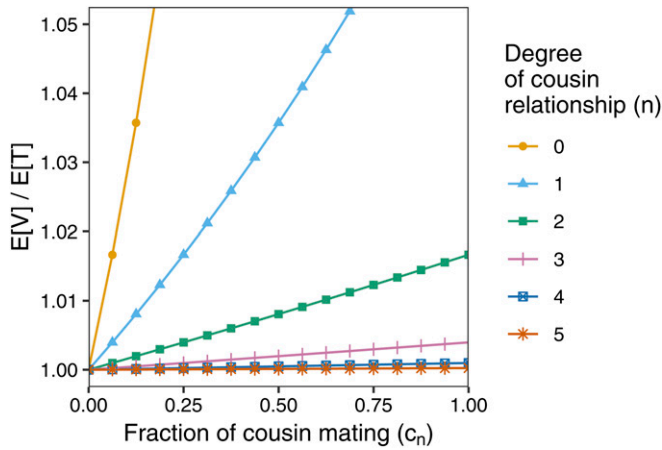 1.05
1.04
1.03
1.02
1.01
1.00
E[V] / E[T]
0.00 0.25 0.50 0.75 1.00
Fraction of cousin mating (cn)
Degree
of cousin
relationship (n)
0
1
2
3
4
5